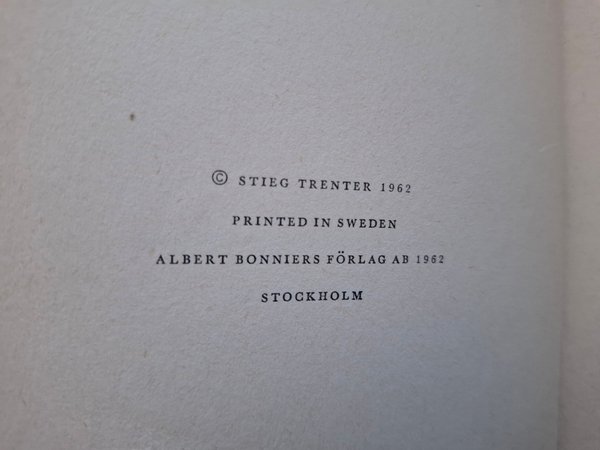 © STIEG TRENTER 1962
PRINTED IN SWEDEN
ALBERT BONNIERS FÖRLAG AB 1962
STOCKHOLM